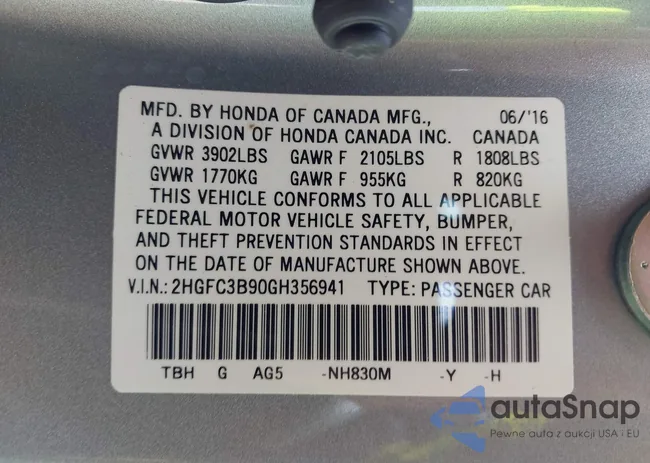 MFD. BY HONDA OF CANADA MFG., 06/'16
A DIVISION OF HONDA CANADA INC. CANADA
GVWR 3902LBS GAWR F 2105LBS R 1808LBS
GVWR 1770KG GAWR F 955KG R 820KG
THIS VEHICLE CONFORMS TO ALL APPLICABLE
FEDERAL MOTOR VEHICLE SAFETY, BUMPER,
AND THEFT PREVENTION STANDARDS IN EFFECT
ON THE DATE OF MANUFACTURE SHOWN ABOVE.
V.I.N.: 2HGFC3B90GH356941 TYPE: PASSENGER CAR
TBH G AG5 -NH830M -Y -H
autaSnap
Pewne auta z aukcji USA i EU